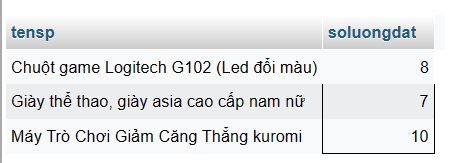 tensp soluongdat
Chuột game Logitech G102 (Led đổi màu) 8
Giày thể thao, giày asia cao cấp nam nữ 7
Máy Trò Chơi Giảm Căng Thẳng kuromi 10